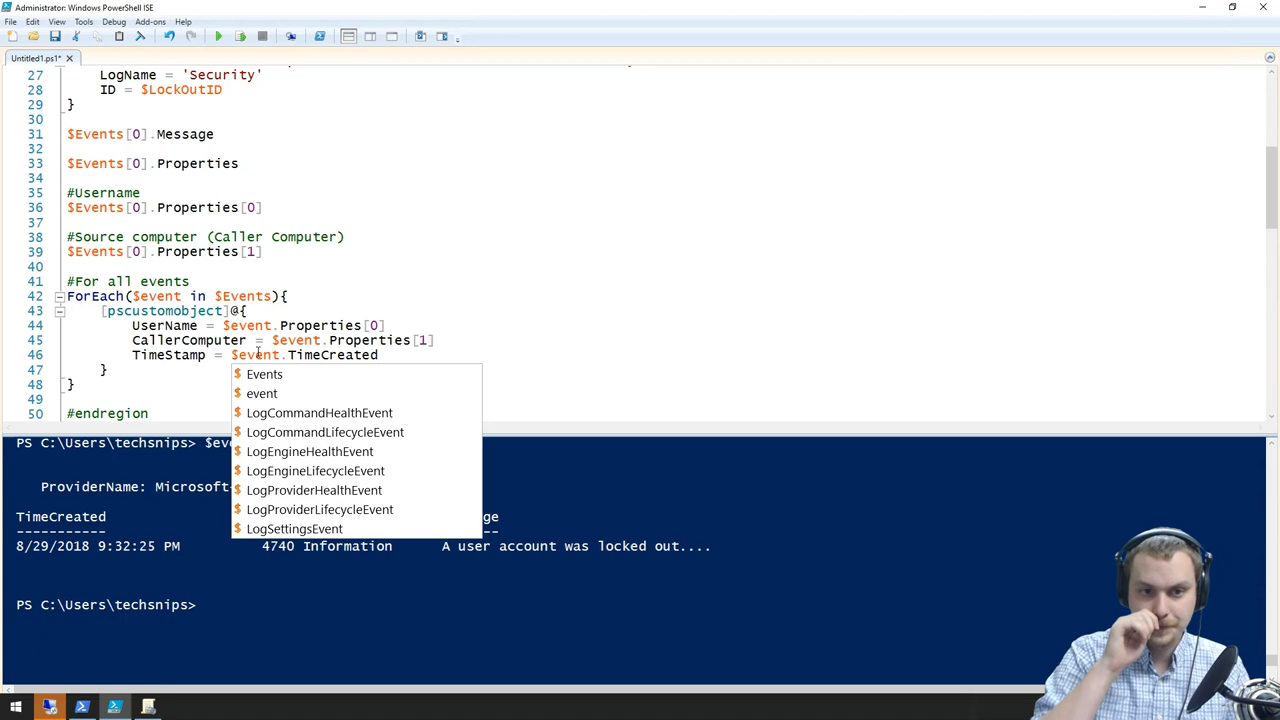 Administrator: Windows PowerShell ISE
File Edit View Tools Debug Add-ons Help
Untitled1.ps1*
27 LogName = 'Security'
28 ID = $LockOutID
29 }
30
31 $Events[0].Message
32
33 $Events[0].Properties
34
35 #Username
36 $Events[0].Properties[0]
37
38 #Source computer (Caller Computer)
39 $Events[0].Properties[1]
40
41 #For all events
42 ForEach($event in $Events){
43 [pscustomobject]@{
44 UserName = $event.Properties[0]
45 CallerComputer = $event.Properties[1]
46 TimeStamp = $event.TimeCreated
47 }
48 }
49
50 #endregion
$ Events
$ event
$ LogCommandHealthEvent
$ LogCommandLifecycleEvent
$ LogEngineHealthEvent
$ LogEngineLifecycleEvent
$ LogProviderHealthEvent
$ LogProviderLifecycleEvent
$ LogSettingsEvent
PS C:\Users\techsnips> $eve
ProviderName: Microsoft-
TimeCreated
----------- --
8/29/2018 9:32:25 PM 4740 Information A user account was locked out....
PS C:\Users\techsnips>